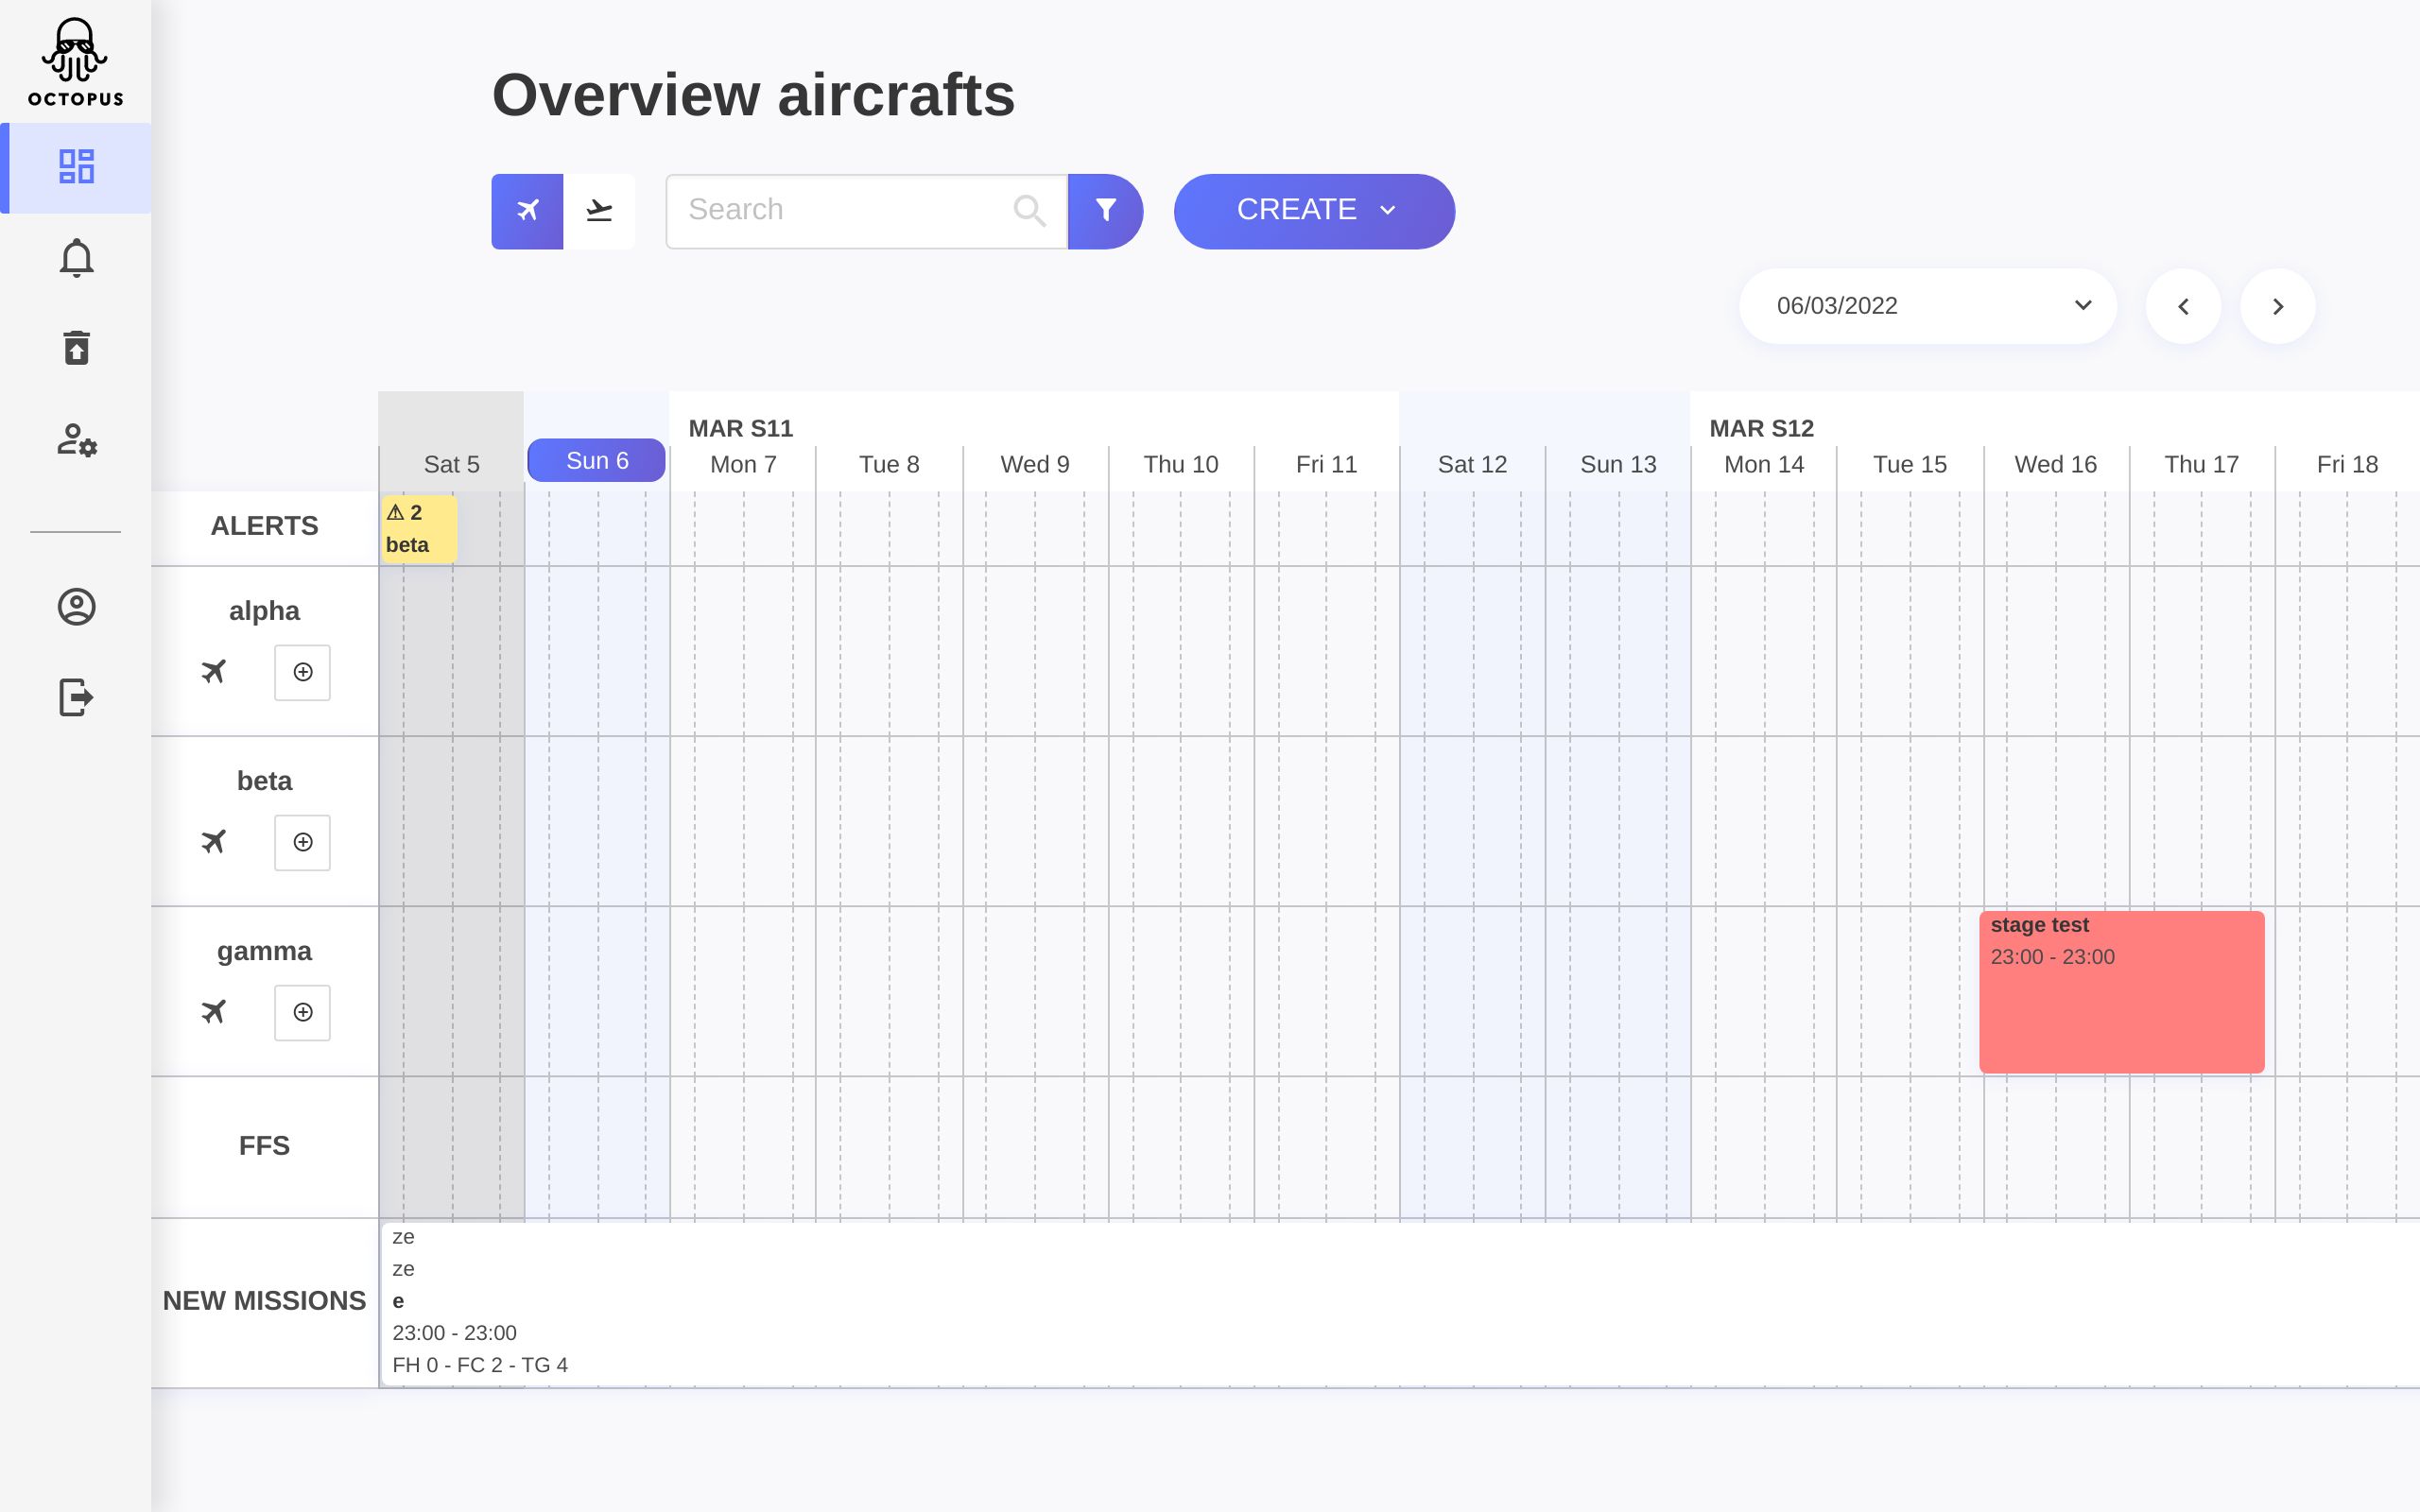 OCTOPUS
Overview aircrafts
Search
CREATE
06/03/2022
MAR S11
MAR S12
Sat 5
Sun 6
Mon 7
Tue 8
Wed 9
Thu 10
Fri 11
Sat 12
Sun 13
Mon 14
Tue 15
Wed 16
Thu 17
Fri 18
ALERTS
⚠ 2
beta
alpha
beta
gamma
stage test
23:00 - 23:00
FFS
NEW MISSIONS
ze
ze
e
23:00 - 23:00
FH 0 - FC 2 - TG 4